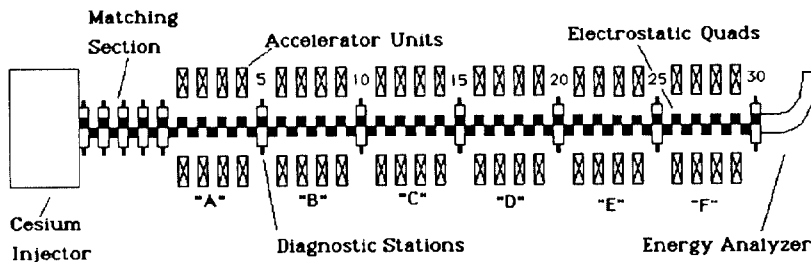 Matching
Section
Accelerator Units
Electrostatic Quads
5
10
15
20
25
30
"A"
"B"
"C"
"D"
"E"
"F"
Cesium
Injector
Diagnostic Stations
Energy Analyzer